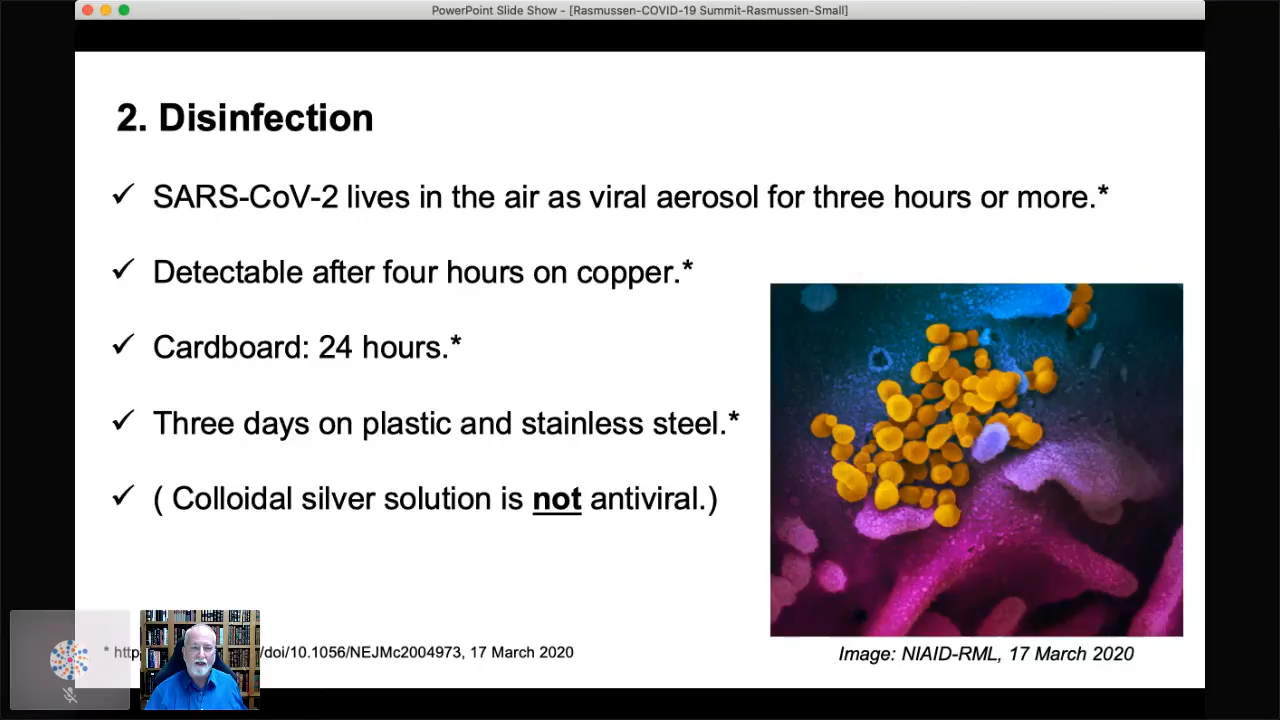 PowerPoint Slide Show - [Rasmussen-COVID-19 Summit-Rasmussen-Small]
2. Disinfection
✓ SARS-CoV-2 lives in the air as viral aerosol for three hours or more.*
✓ Detectable after four hours on copper.*
✓ Cardboard: 24 hours.*
✓ Three days on plastic and stainless steel.*
✓ ( Colloidal silver solution is not antiviral.)
* /doi/10.1056/NEJMc2004973, 17 March 2020
Image: NIAID-RML, 17 March 2020